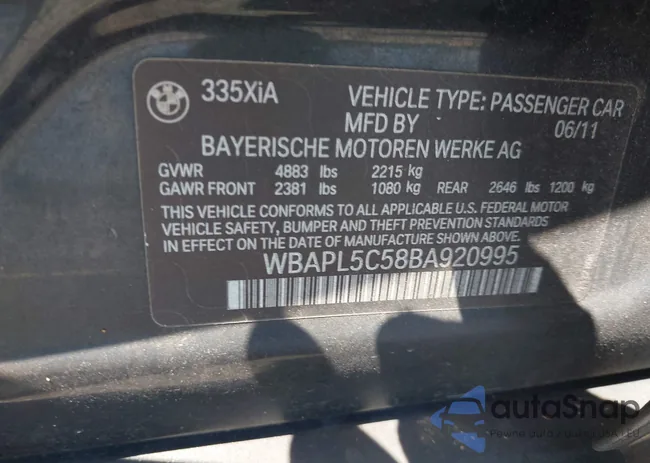 335XiA VEHICLE TYPE: PASSENGER CAR
MFD BY 06/11
BAYERISCHE MOTOREN WERKE AG
GVWR 4883 lbs 2215 kg
GAWR FRONT 2381 lbs 1080 kg REAR 2646 lbs 1200 kg
THIS VEHICLE CONFORMS TO ALL APPLICABLE U.S. FEDERAL MOTOR
VEHICLE SAFETY, BUMPER AND THEFT PREVENTION STANDARDS
IN EFFECT ON THE DATE OF MANUFACTURE SHOWN ABOVE.
WBAPL5C58BA920995
autoSnap